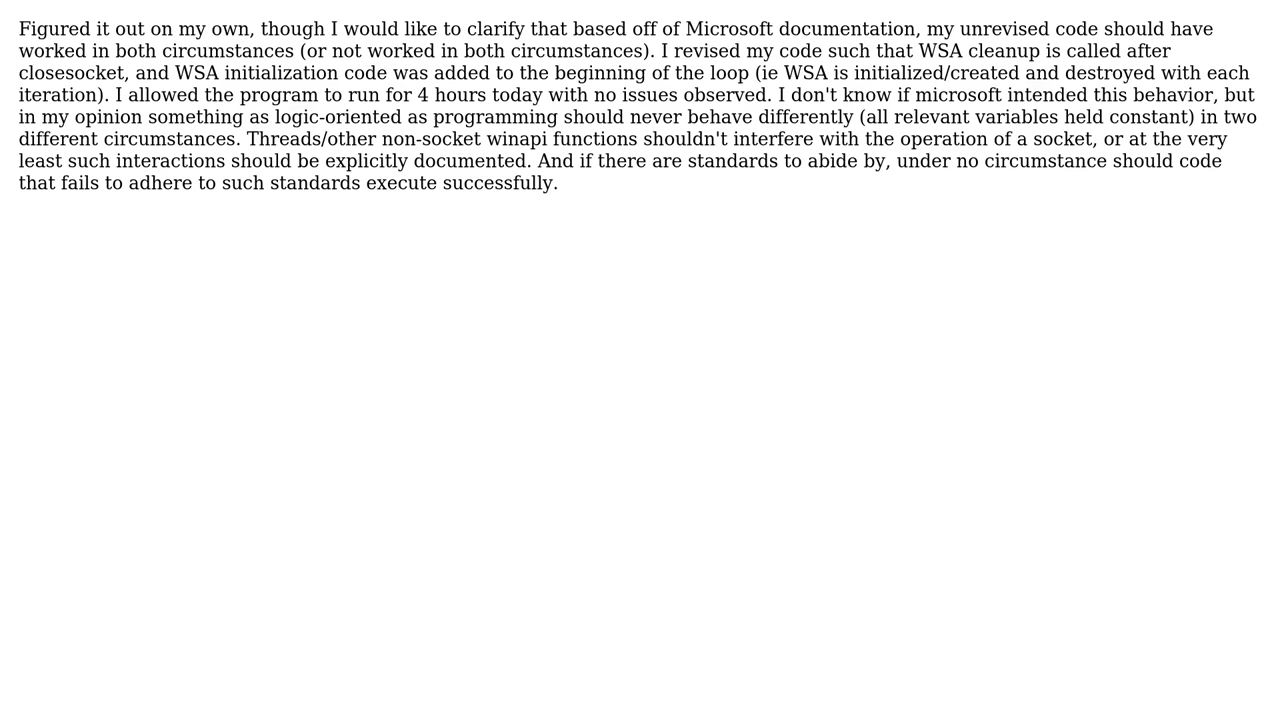 Figured it out on my own, though I would like to clarify that based off of Microsoft documentation, my unrevised code should have
worked in both circumstances (or not worked in both circumstances). I revised my code such that WSA cleanup is called after
closesocket, and WSA initialization code was added to the beginning of the loop (ie WSA is initialized/created and destroyed with each
iteration). I allowed the program to run for 4 hours today with no issues observed. I don't know if microsoft intended this behavior, but
in my opinion something as logic-oriented as programming should never behave differently (all relevant variables held constant) in two
different circumstances. Threads/other non-socket winapi functions shouldn't interfere with the operation of a socket, or at the very
least such interactions should be explicitly documented. And if there are standards to abide by, under no circumstance should code
that fails to adhere to such standards execute successfully.